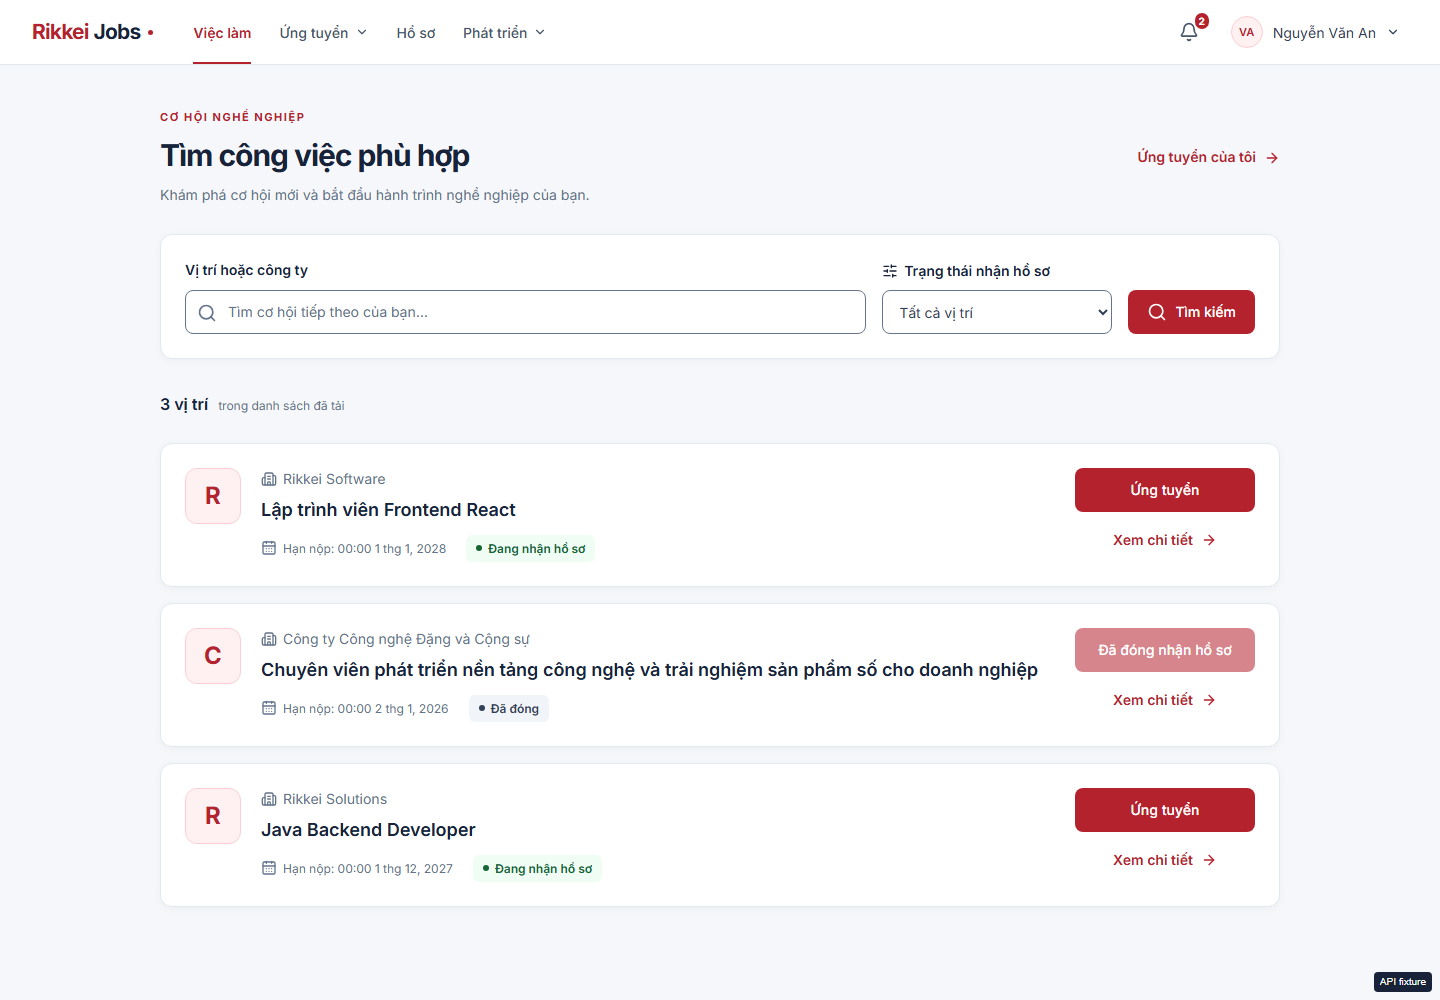 Rikkei Jobs
Việc làm
Ứng tuyển
Hồ sơ
Phát triển
2
VA
Nguyễn Văn An
CƠ HỘI NGHỀ NGHIỆP
Tìm công việc phù hợp
Ứng tuyển của tôi
Khám phá cơ hội mới và bắt đầu hành trình nghề nghiệp của bạn.
Vị trí hoặc công ty
Trạng thái nhận hồ sơ
Tìm cơ hội tiếp theo của bạn...
Tất cả vị trí
Tìm kiếm
3 vị trí trong danh sách đã tải
R
Rikkei Software
Lập trình viên Frontend React
Hạn nộp: 00:00 1 thg 1, 2028
Đang nhận hồ sơ
Ứng tuyển
Xem chi tiết
C
Công ty Công nghệ Đặng và Cộng sự
Chuyên viên phát triển nền tảng công nghệ và trải nghiệm sản phẩm số cho doanh nghiệp
Hạn nộp: 00:00 2 thg 1, 2026
Đã đóng
Đã đóng nhận hồ sơ
Xem chi tiết
R
Rikkei Solutions
Java Backend Developer
Hạn nộp: 00:00 1 thg 12, 2027
Đang nhận hồ sơ
Ứng tuyển
Xem chi tiết
API fixture